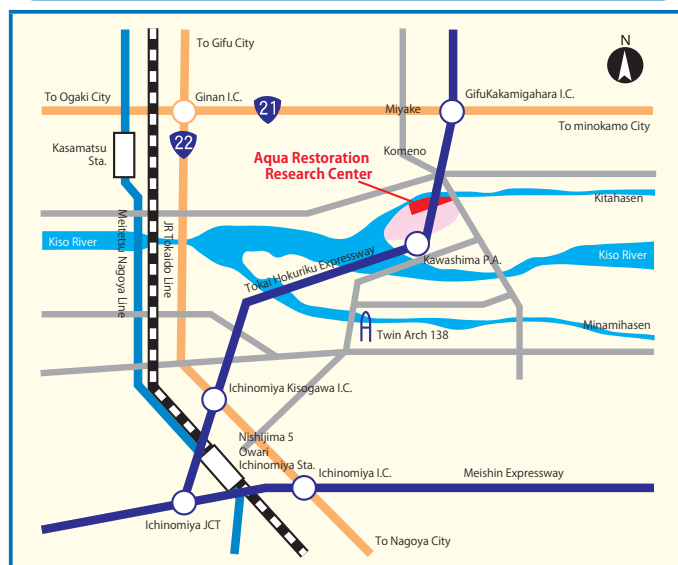 To Gifu City
N
To Ogaki City
Ginan I.C.
21
Miyake
GifuKakamigahara I.C.
To minokamo City
22
Kasamatsu
Sta.
Komeno
Aqua Restoration
Research Center
Kitahasen
Meitetsu Nagoya Line
JR Tokaido Line
Kiso River
Kiso River
Kawashima P.A.
Tokai Hokuriku Expressway
Minamihasen
Twin Arch 138
Ichinomiya Kisogawa I.C.
Nishijima 5
Owari
Ichinomiya Sta.
Ichinomiya I.C.
Meishin Expressway
Ichinomiya JCT
To Nagoya City